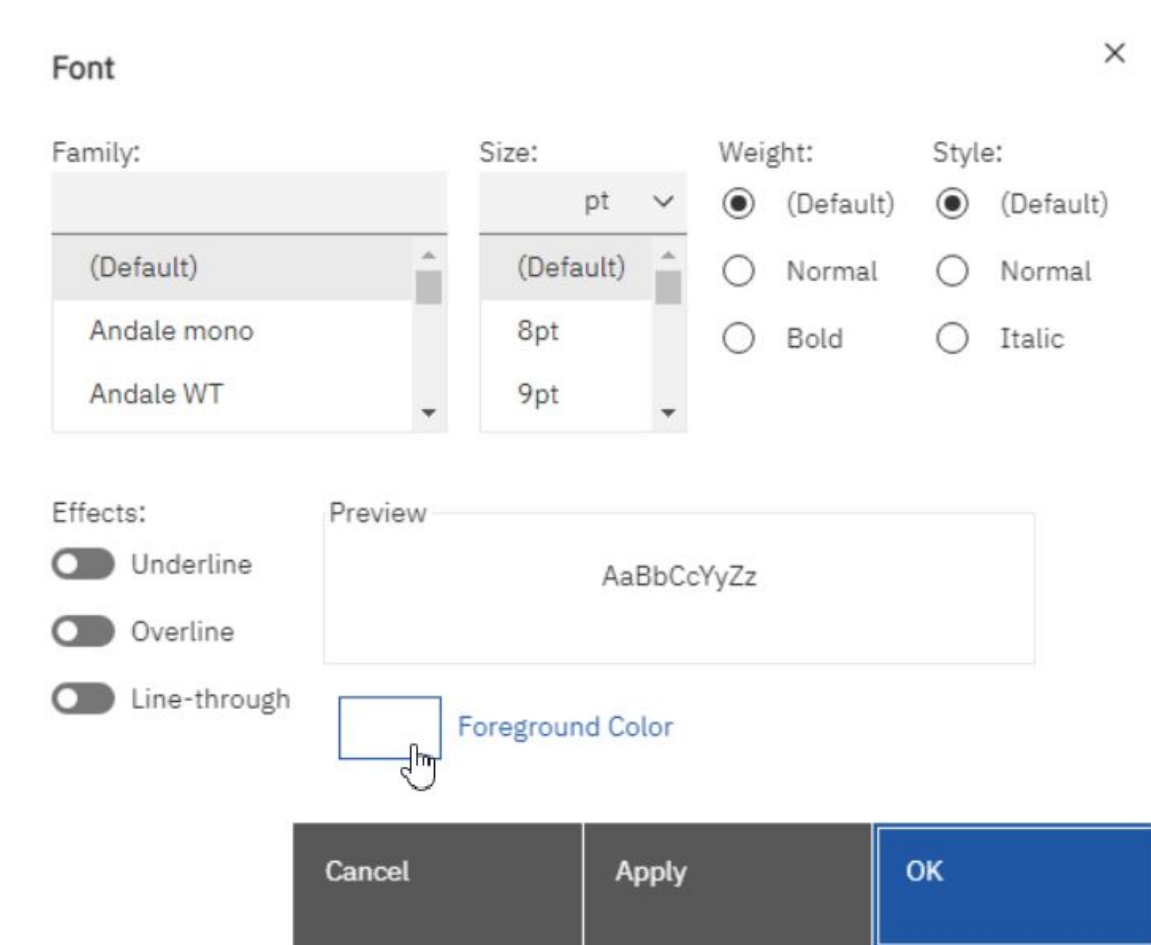 Font
Family:
Size:
Weight:
Style:
pt
(Default)
(Default)
(Default)
(Default)
Normal
Normal
Andale mono
8pt
Bold
Italic
Andale WT
9pt
Effects:
Preview
Underline
AaBbCcYyZz
Overline
Line-through
Foreground Color
Cancel
Apply
OK